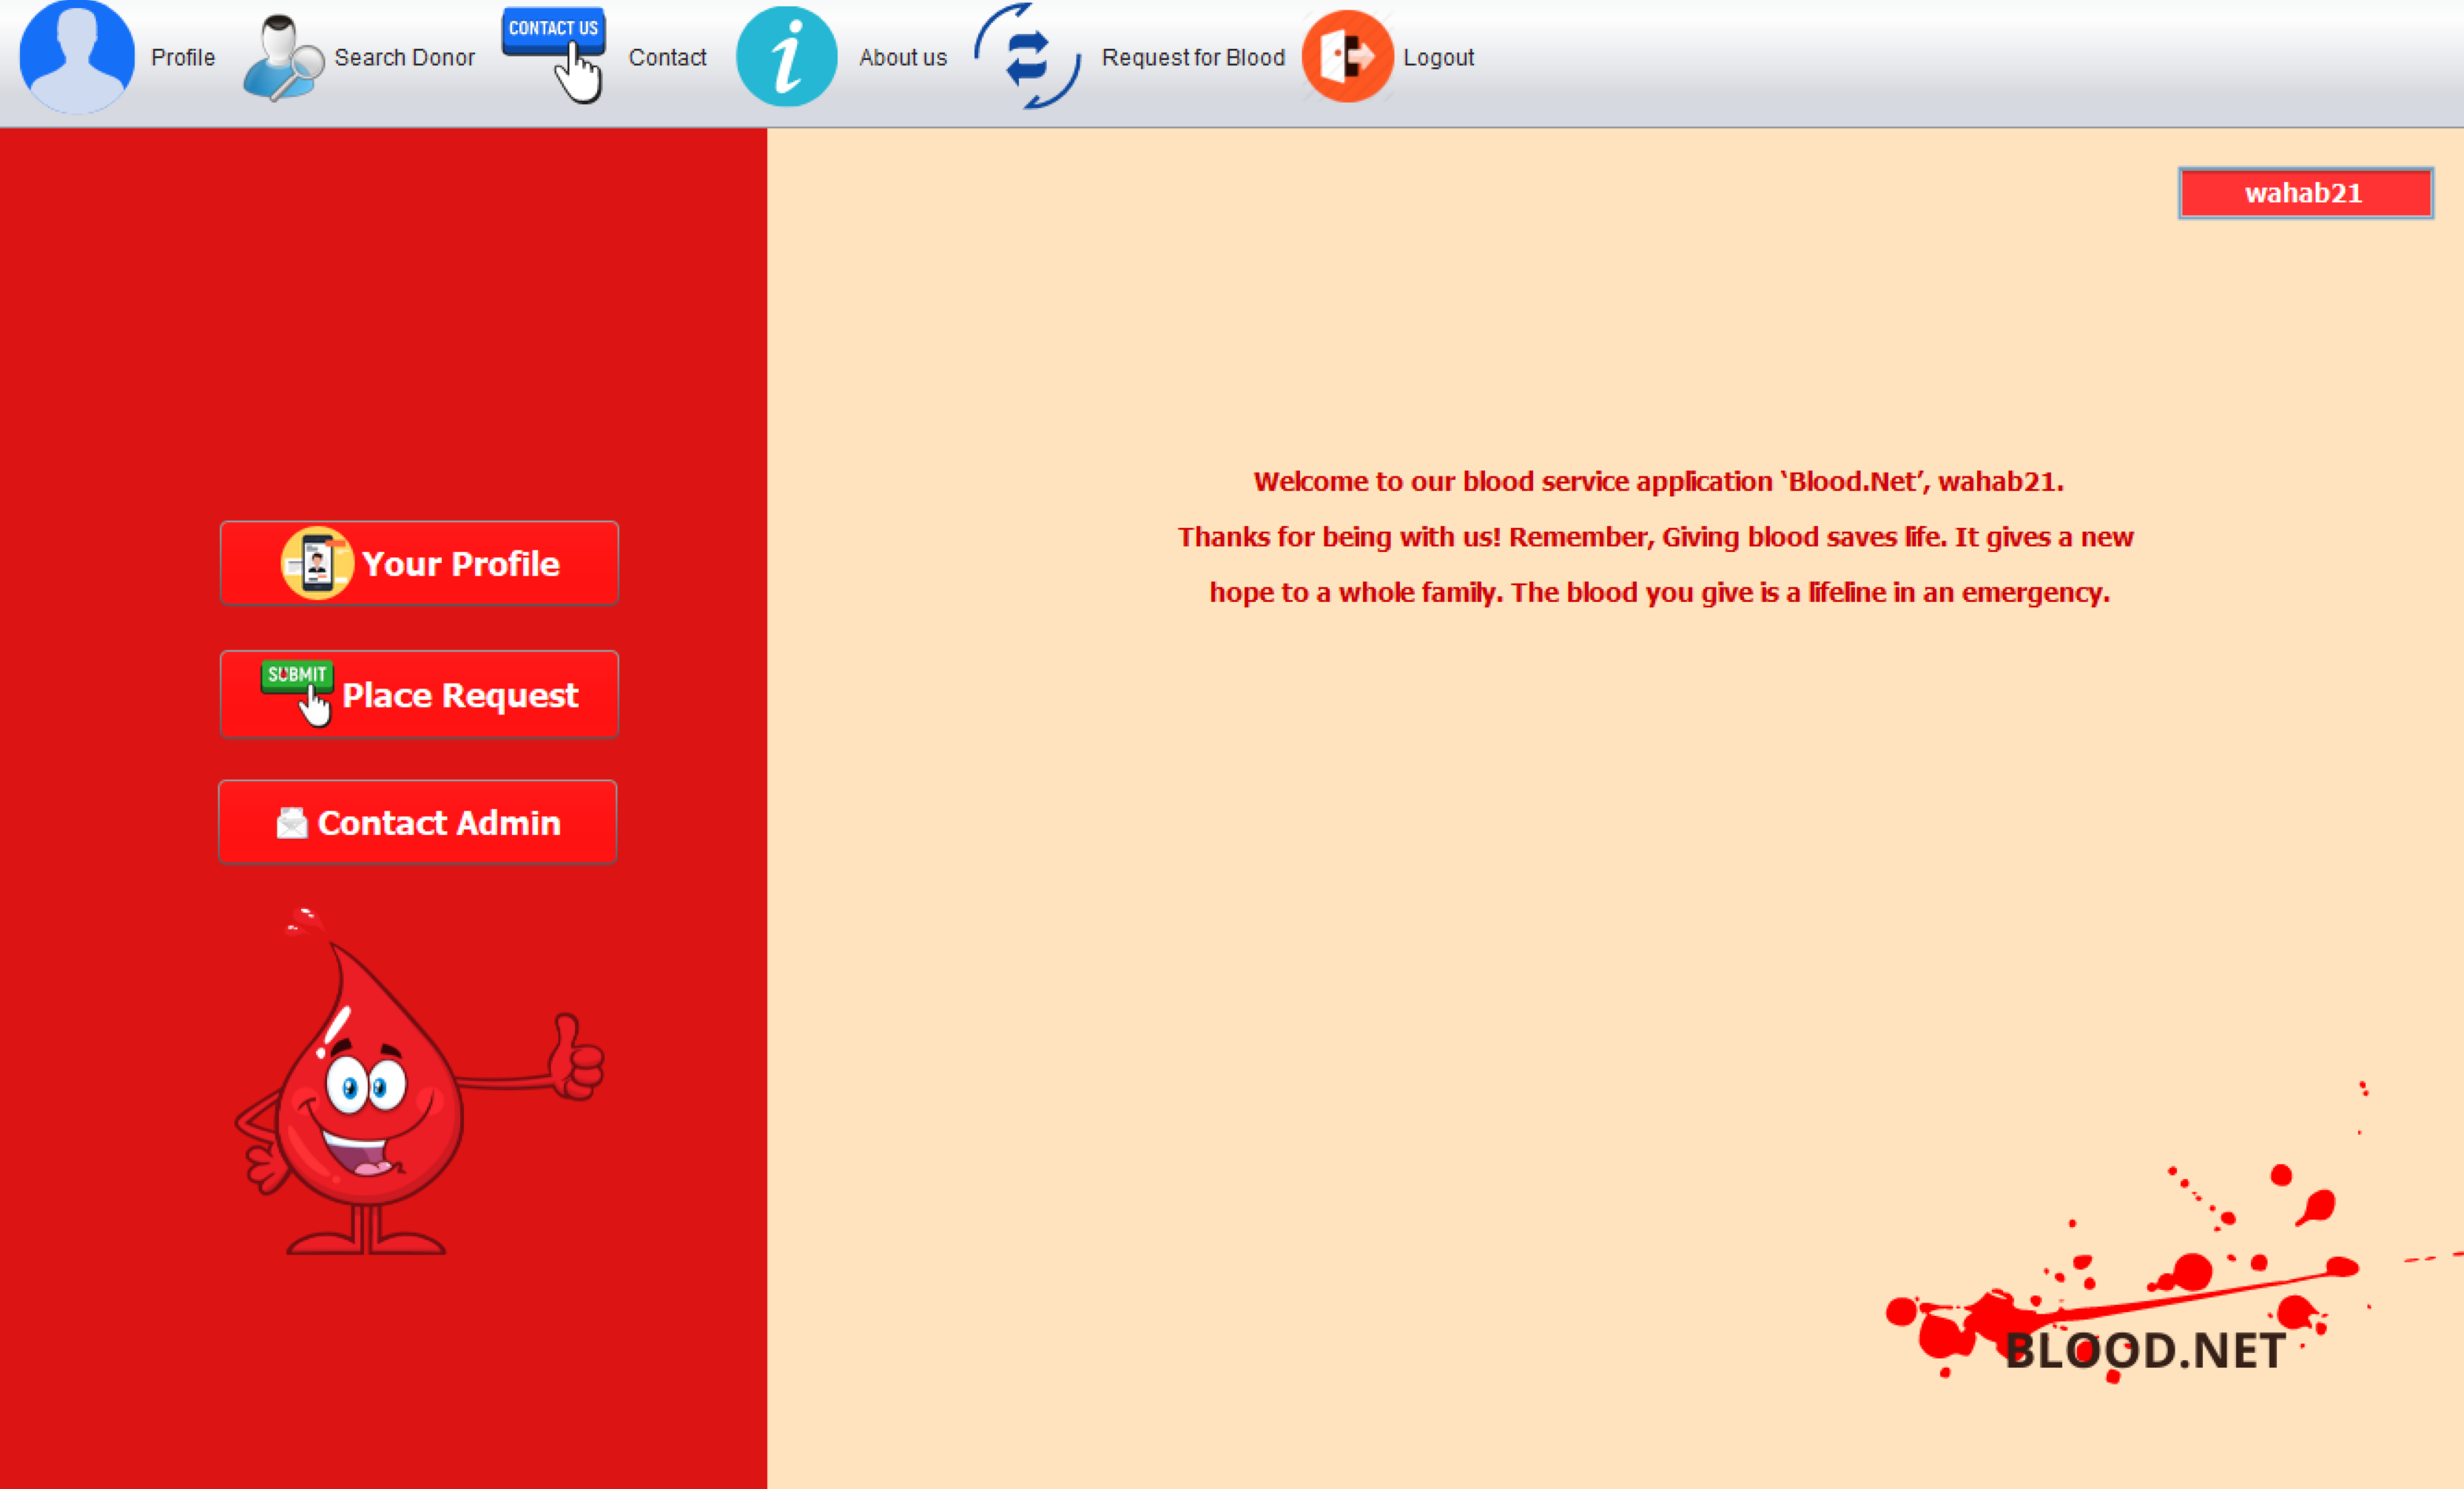 Profile
Search Donor
CONTACT US
Contact
i
About us
Request for Blood
Logout
wahab21
Welcome to our blood service application ‘Blood.Net’, wahab21.
Thanks for being with us! Remember, Giving blood saves life. It gives a new
hope to a whole family. The blood you give is a lifeline in an emergency.
Your Profile
SUBMIT
Place Request
Contact Admin
BLOOD.NET